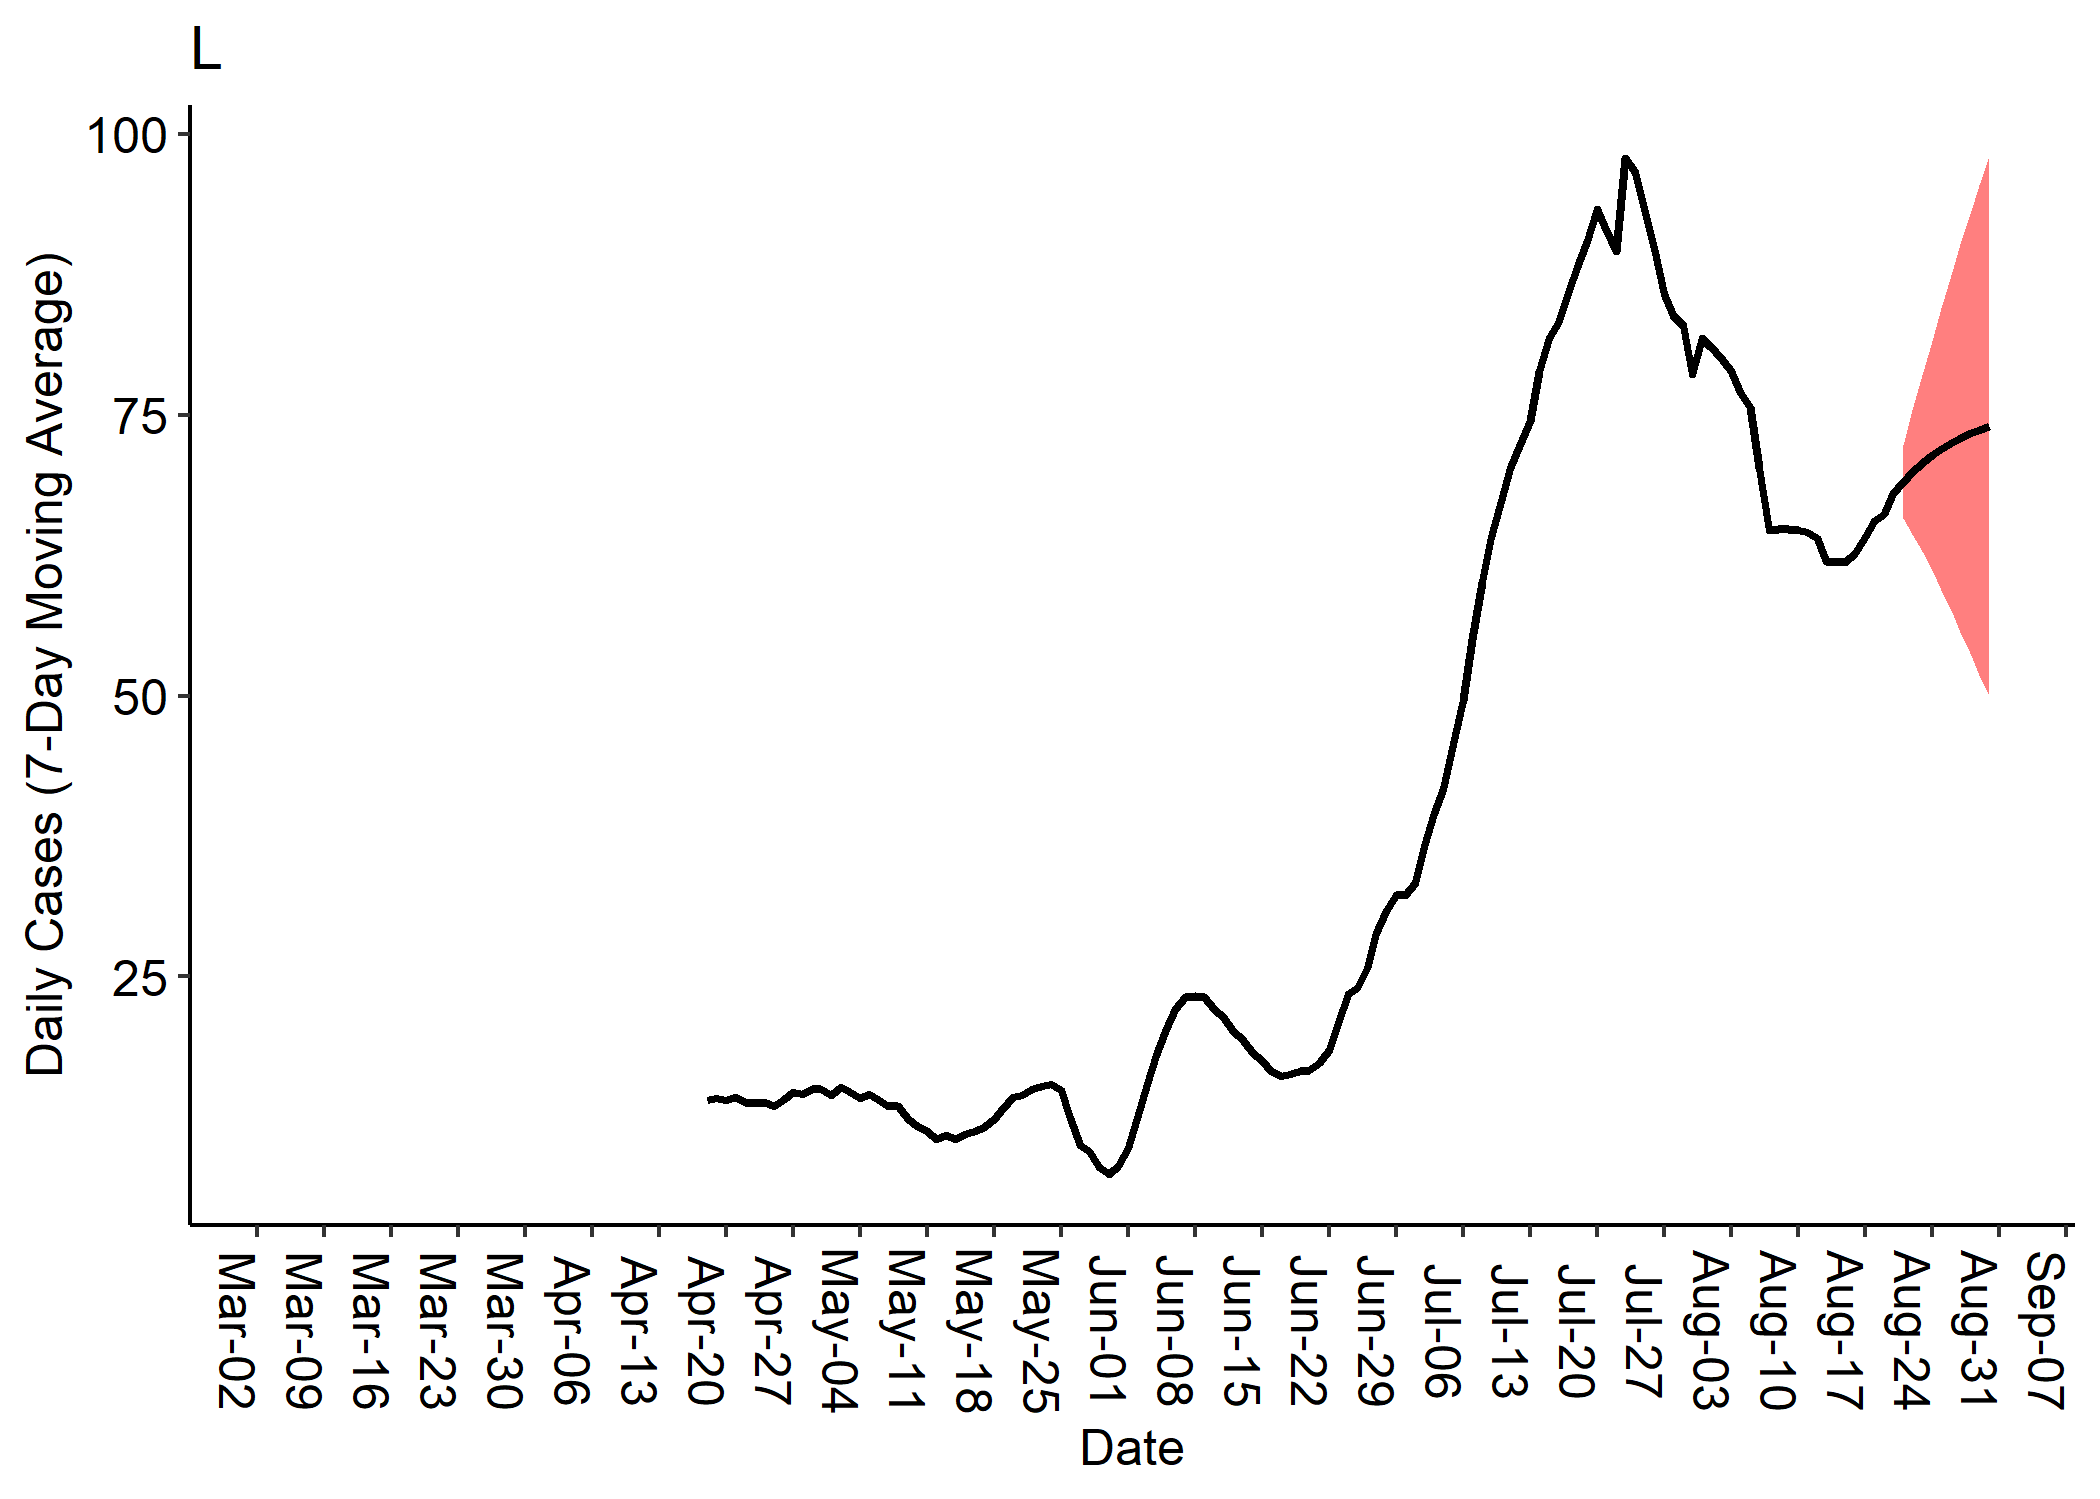 L
Daily Cases (7-Day Moving Average)
100
75
50
25
Mar-02
Mar-09
Mar-16
Mar-23
Mar-30
Apr-06
Apr-13
Apr-20
Apr-27
May-04
May-11
May-18
May-25
Jun-01
Jun-08
Jun-15
Jun-22
Jun-29
Jul-06
Jul-13
Jul-20
Jul-27
Aug-03
Aug-10
Aug-17
Aug-24
Aug-31
Sep-07
Date